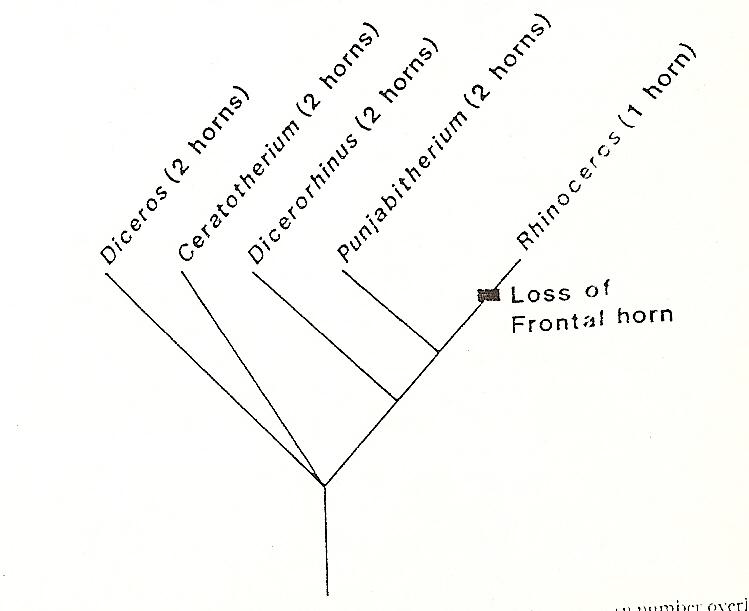 Diceros (2 horns)
Ceratotherium (2 horns)
Dicerorhinus (2 horns)
Punjabitherium (2 horns)
Rhinoceros (1 horn)
Loss of
Frontal horn
number